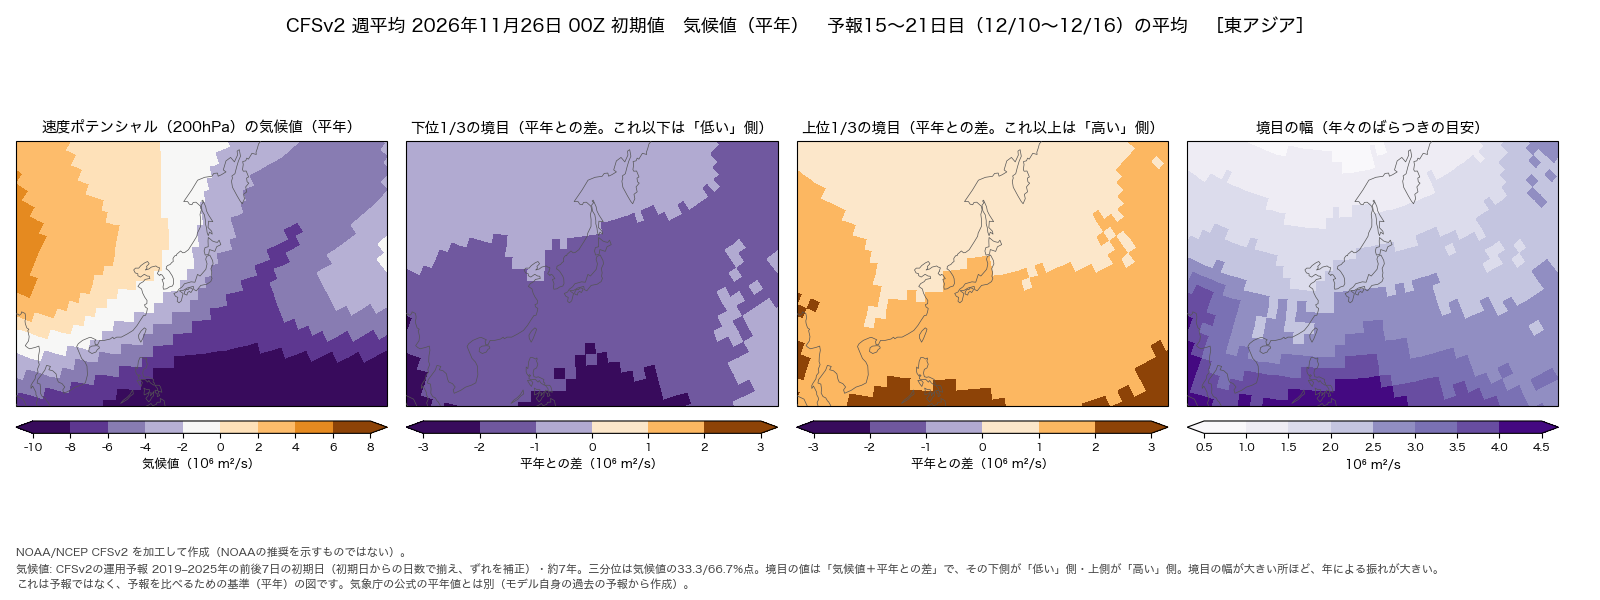 CFSv2 週平均 2026年11月26日 00Z 初期値　気候値（平年）　予報15～21日目（12/10～12/16）の平均　［東アジア］
速度ポテンシャル（200hPa）の気候値（平年）
下位1/3の境目（平年との差。これ以下は「低い」側）
上位1/3の境目（平年との差。これ以上は「高い」側）
境目の幅（年々のばらつきの目安）
-10 -8 -6 -4 -2 0 2 4 6 8
気候値（10⁶ m²/s）
-3 -2 -1 0 1 2 3
平年との差（10⁶ m²/s）
-3 -2 -1 0 1 2 3
平年との差（10⁶ m²/s）
0.5 1.0 1.5 2.0 2.5 3.0 3.5 4.0 4.5
10⁶ m²/s
NOAA/NCEP CFSv2 を加工して作成（NOAAの推奨を示すものではない）。
気候値: CFSv2の運用予報 2019–2025年の前後7日の初期日（初期日からの日数で揃え、ずれを補正）・約7年。三分位は気候値の33.3/66.7%点。境目の値は「気候値＋平年との差」で、その下側が「低い」側・上側が「高い」側。境目の幅が大きい所ほど、年による振れが大きい。
これは予報ではなく、予報を比べるための基準（平年）の図です。気象庁の公式の平年値とは別（モデル自身の過去の予報から作成）。